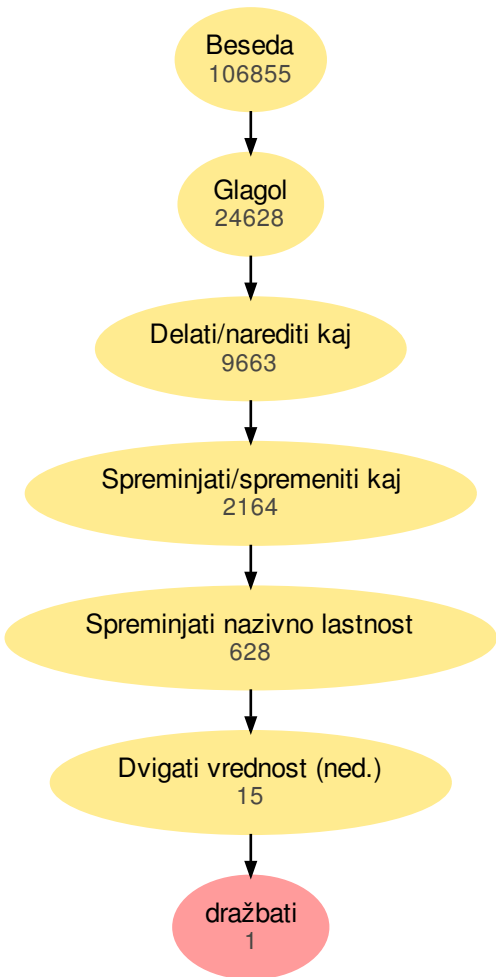 Beseda
106855
Glagol
24628
Delati/narediti kaj
9663
Spreminjati/spremeniti kaj
2164
Spreminjati nazivno lastnost
628
Dvigati vrednost (ned.)
15
dražbati
1